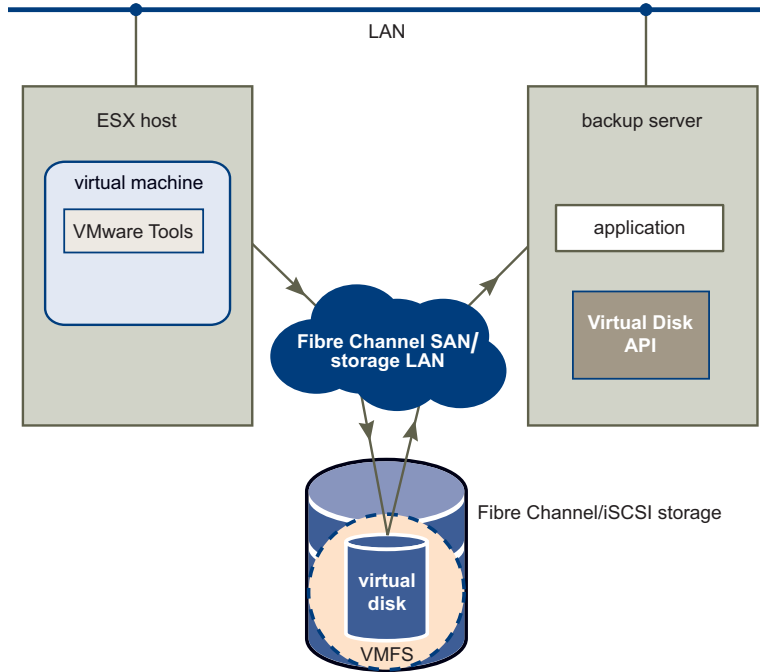 LAN
ESX host
virtual machine
VMware Tools
backup server
application
Virtual Disk
API
Fibre Channel SAN/
storage LAN
Fibre Channel/iSCSI storage
virtual
disk
VMFS